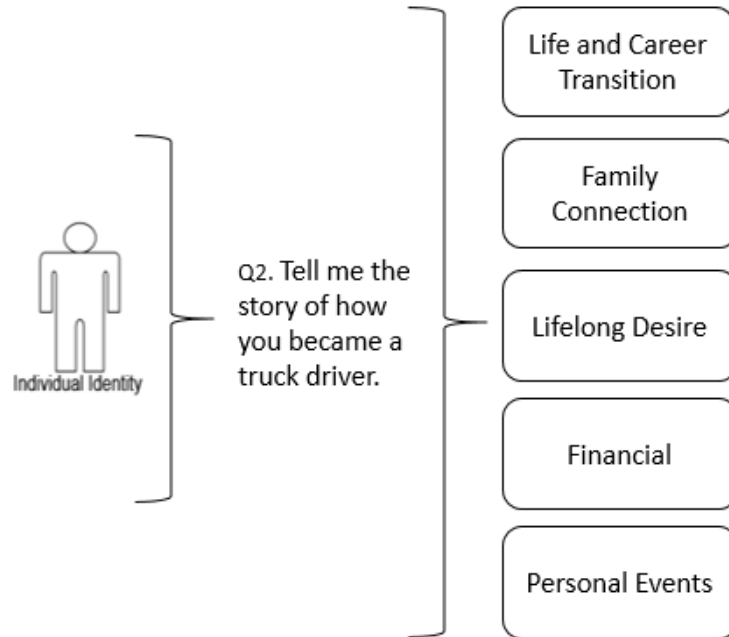 Individual Identity
Q2. Tell me the
story of how
you became a
truck driver.
Life and Career
Transition
Family
Connection
Lifelong Desire
Financial
Personal Events